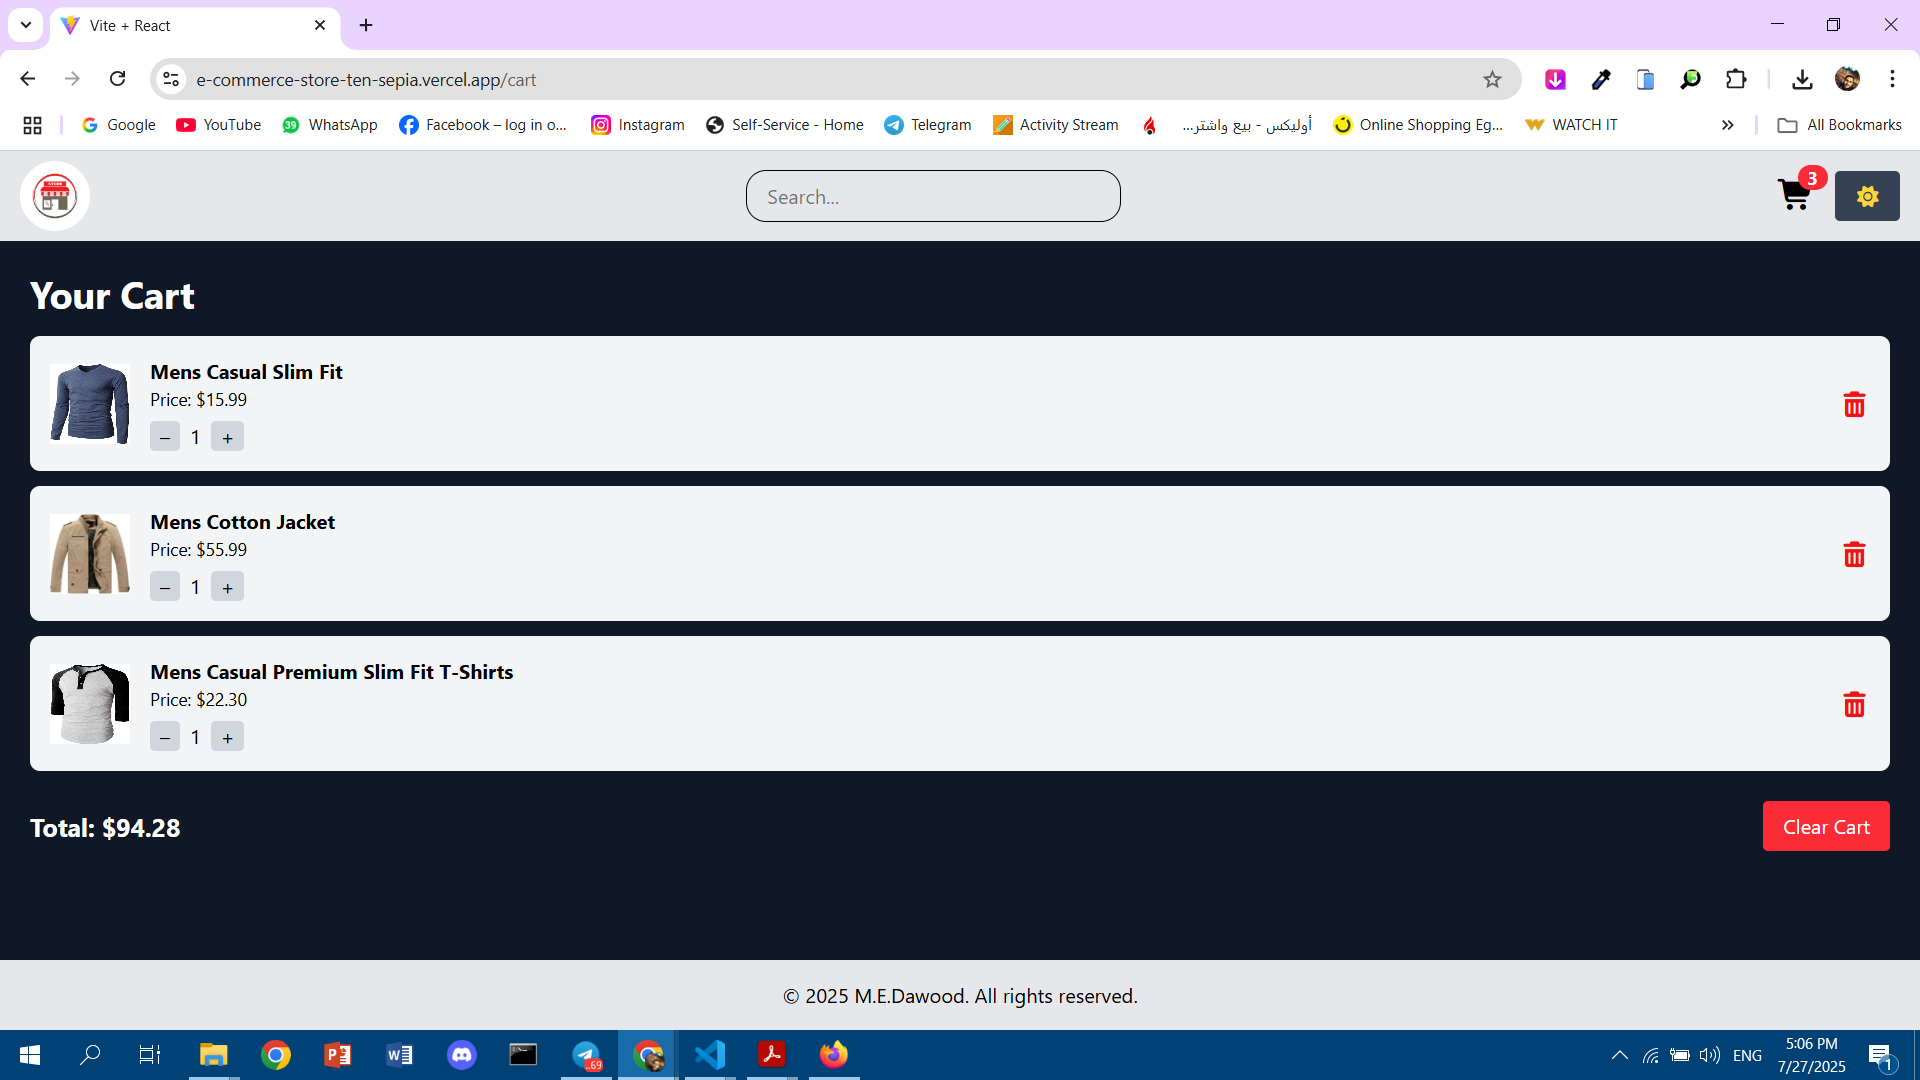 Vite + React
e-commerce-store-ten-sepia.vercel.app/cart
Google
YouTube
39
WhatsApp
Facebook – log in o...
Instagram
Self-Service - Home
Telegram
Activity Stream
أوليكس - بيع واشتر...
Online Shopping Eg...
WATCH IT
All Bookmarks
STORE
Search...
3
Your Cart
Mens Casual Slim Fit
Price: $15.99
– 1 +
Mens Cotton Jacket
Price: $55.99
– 1 +
Mens Casual Premium Slim Fit T-Shirts
Price: $22.30
– 1 +
Total: $94.28
Clear Cart
© 2025 M.E.Dawood. All rights reserved.
..69
ENG
5:06 PM
7/27/2025
1